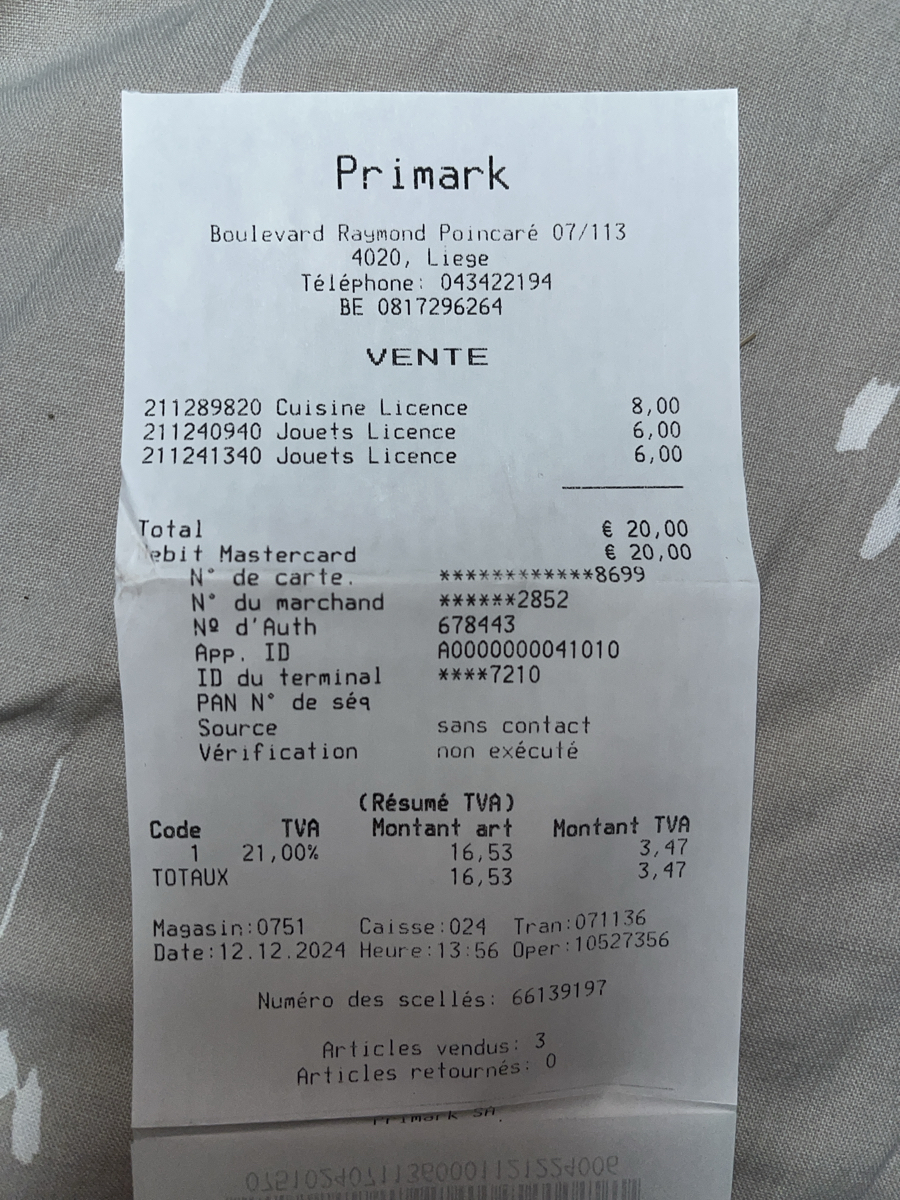 Primark
Boulevard Raymond Poincaré 07/113
4020, Liege
Téléphone: 043422194
BE 0817296264
VENTE
211289820 Cuisine Licence 8,00
211240940 Jouets Licence 6,00
211241340 Jouets Licence 6,00
Total € 20,00
Debit Mastercard € 20,00
N° de carte. ************8699
N° du marchand ******2852
Nº d'Auth 678443
App. ID A0000000041010
ID du terminal ****7210
PAN N° de séq
Source sans contact
Vérification non exécuté
(Résumé TVA)
Code TVA Montant art Montant TVA
1 21,00% 16,53 3,47
TOTAUX 16,53 3,47
Magasin:0751 Caisse:024 Tran:071136
Date:12.12.2024 Heure:13:56 Oper:10527356
Numéro des scellés: 66139197
Articles vendus: 3
Articles retournés: 0
Primark SA.